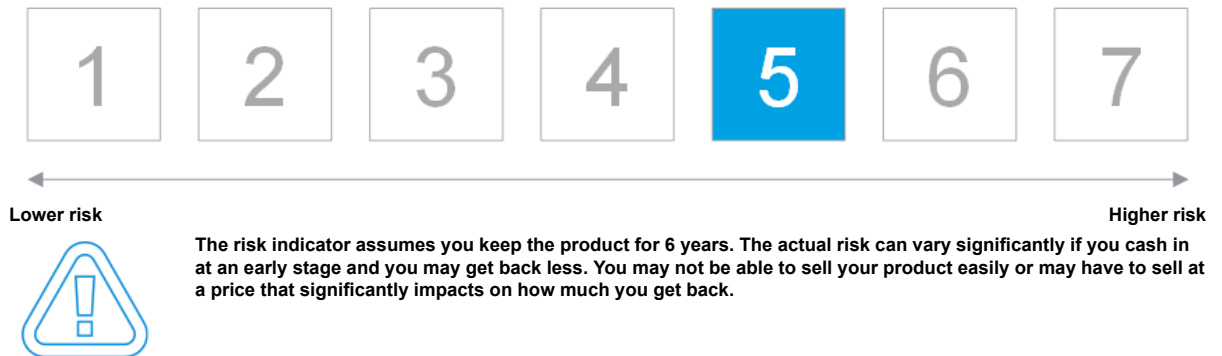 1 2 3 4 5 6 7
Lower risk Higher risk
The risk indicator assumes you keep the product for 6 years. The actual risk can vary significantly if you cash in
at an early stage and you may get back less. You may not be able to sell your product easily or may have to sell at
a price that significantly impacts on how much you get back.